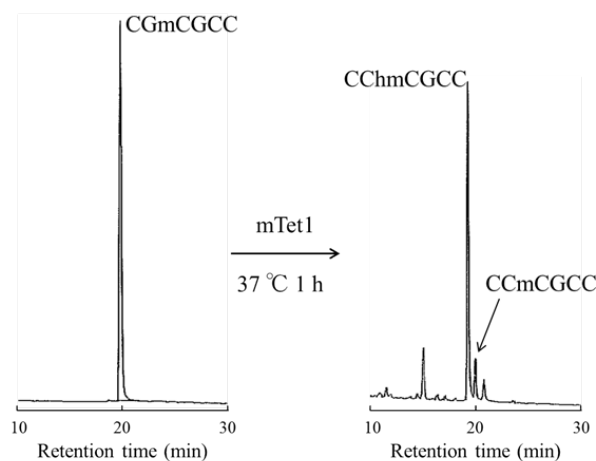 CGmCGCC
CChmCGCC
mTet1
37 ℃ 1 h
CCmCGCC
10 20 30
Retention time (min)
10 20 30
Retention time (min)